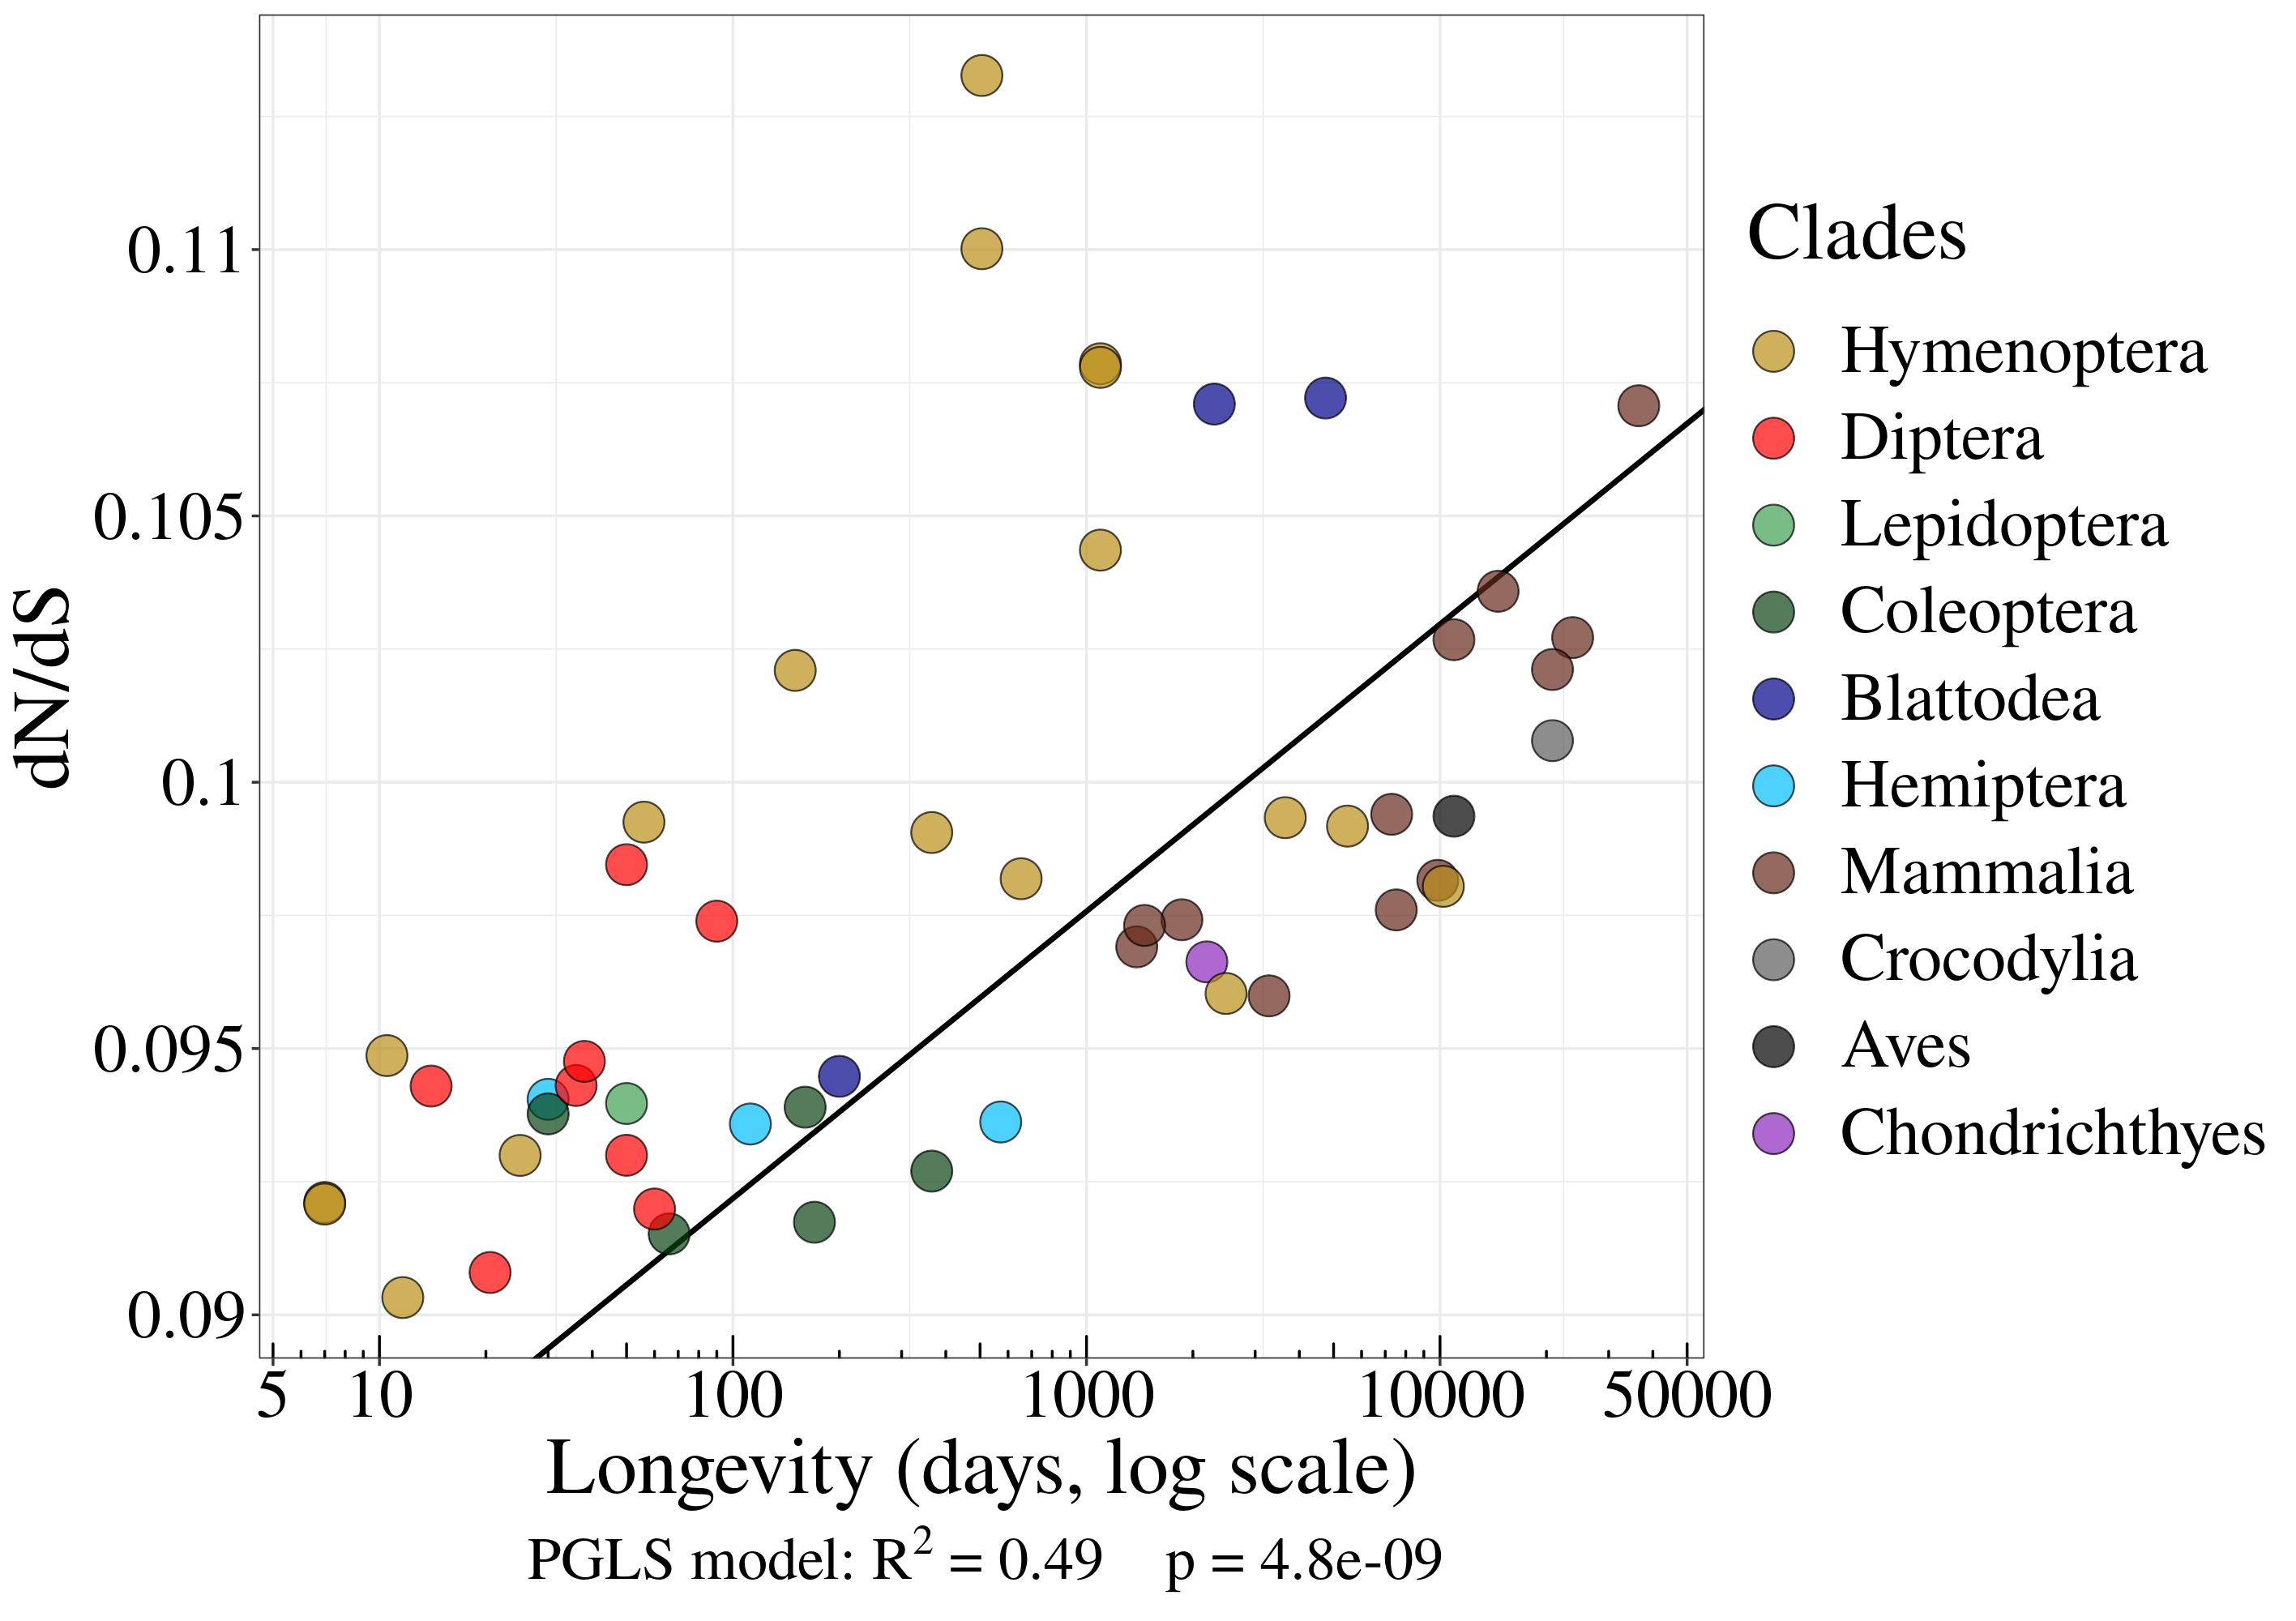 0.11
0.105
0.1
0.095
0.09
dN/dS
5 10 100 1000 10000 50000
Longevity (days, log scale)
PGLS model: R² = 0.49 p = 4.8e-09
Clades
Hymenoptera
Diptera
Lepidoptera
Coleoptera
Blattodea
Hemiptera
Mammalia
Crocodylia
Aves
Chondrichthyes